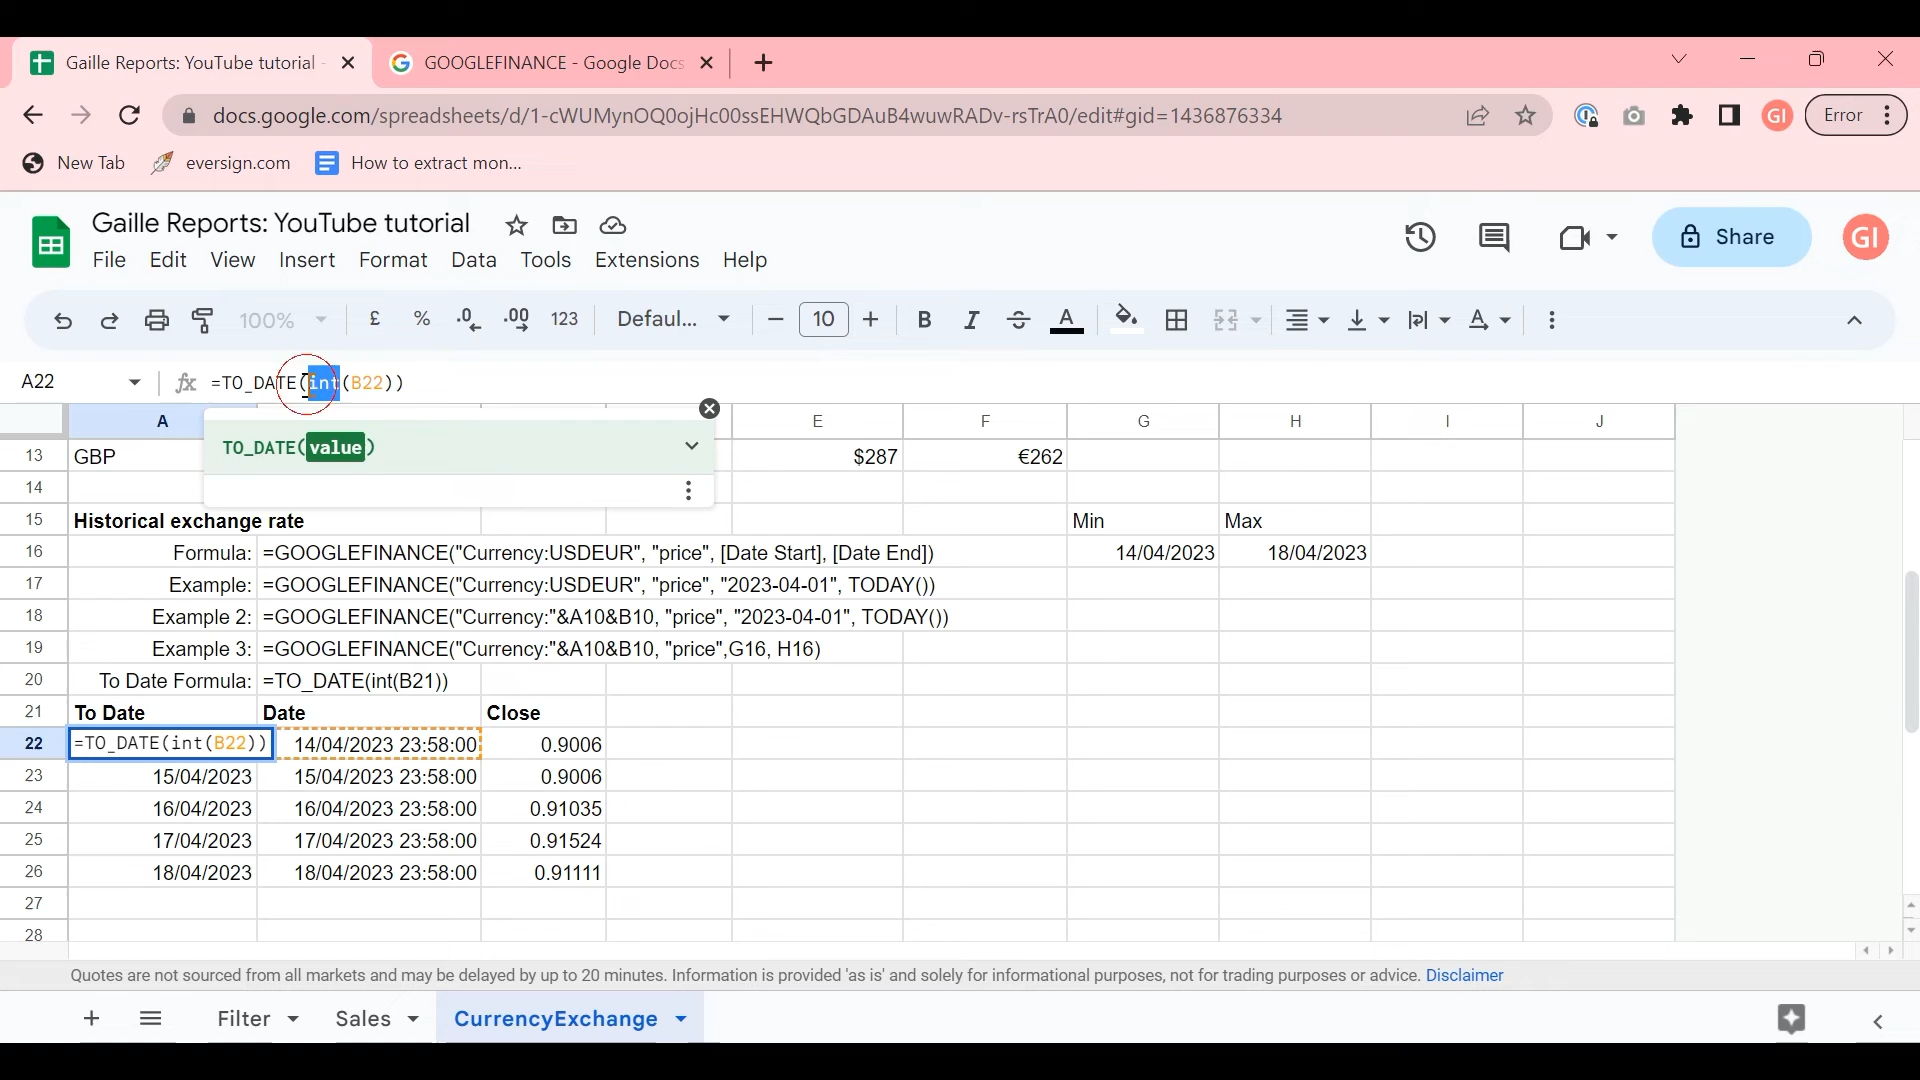 Gaille Reports: YouTube tutorial -
GOOGLEFINANCE - Google Docs
docs.google.com/spreadsheets/d/1-cWUMynOQ0ojHc00ssEHWQbGDAuB4wuwRADv-rsTrA0/edit#gid=1436876334
GI
Error
New Tab
eversign.com
How to extract mon...
Gaille Reports: YouTube tutorial
File Edit View Insert Format Data Tools Extensions Help
Share
GI
100% £ % .0 .00 123 Defaul... 10 B I S A
A22 fx =TO_DATE(int(B22))
A E F G H I J
TO_DATE(value)
13 GBP $287 €262
14
15 Historical exchange rate Min Max
16 Formula: =GOOGLEFINANCE("Currency:USDEUR", "price", [Date Start], [Date End]) 14/04/2023 18/04/2023
17 Example: =GOOGLEFINANCE("Currency:USDEUR", "price", "2023-04-01", TODAY())
18 Example 2: =GOOGLEFINANCE("Currency:"&A10&B10, "price", "2023-04-01", TODAY())
19 Example 3: =GOOGLEFINANCE("Currency:"&A10&B10, "price",G16, H16)
20 To Date Formula: =TO_DATE(int(B21))
21 To Date Date Close
22 =TO_DATE(int(B22)) 14/04/2023 23:58:00 0.9006
23 15/04/2023 15/04/2023 23:58:00 0.9006
24 16/04/2023 16/04/2023 23:58:00 0.91035
25 17/04/2023 17/04/2023 23:58:00 0.91524
26 18/04/2023 18/04/2023 23:58:00 0.91111
27
28
Quotes are not sourced from all markets and may be delayed by up to 20 minutes. Information is provided 'as is' and solely for informational purposes, not for trading purposes or advice. Disclaimer
Filter Sales CurrencyExchange